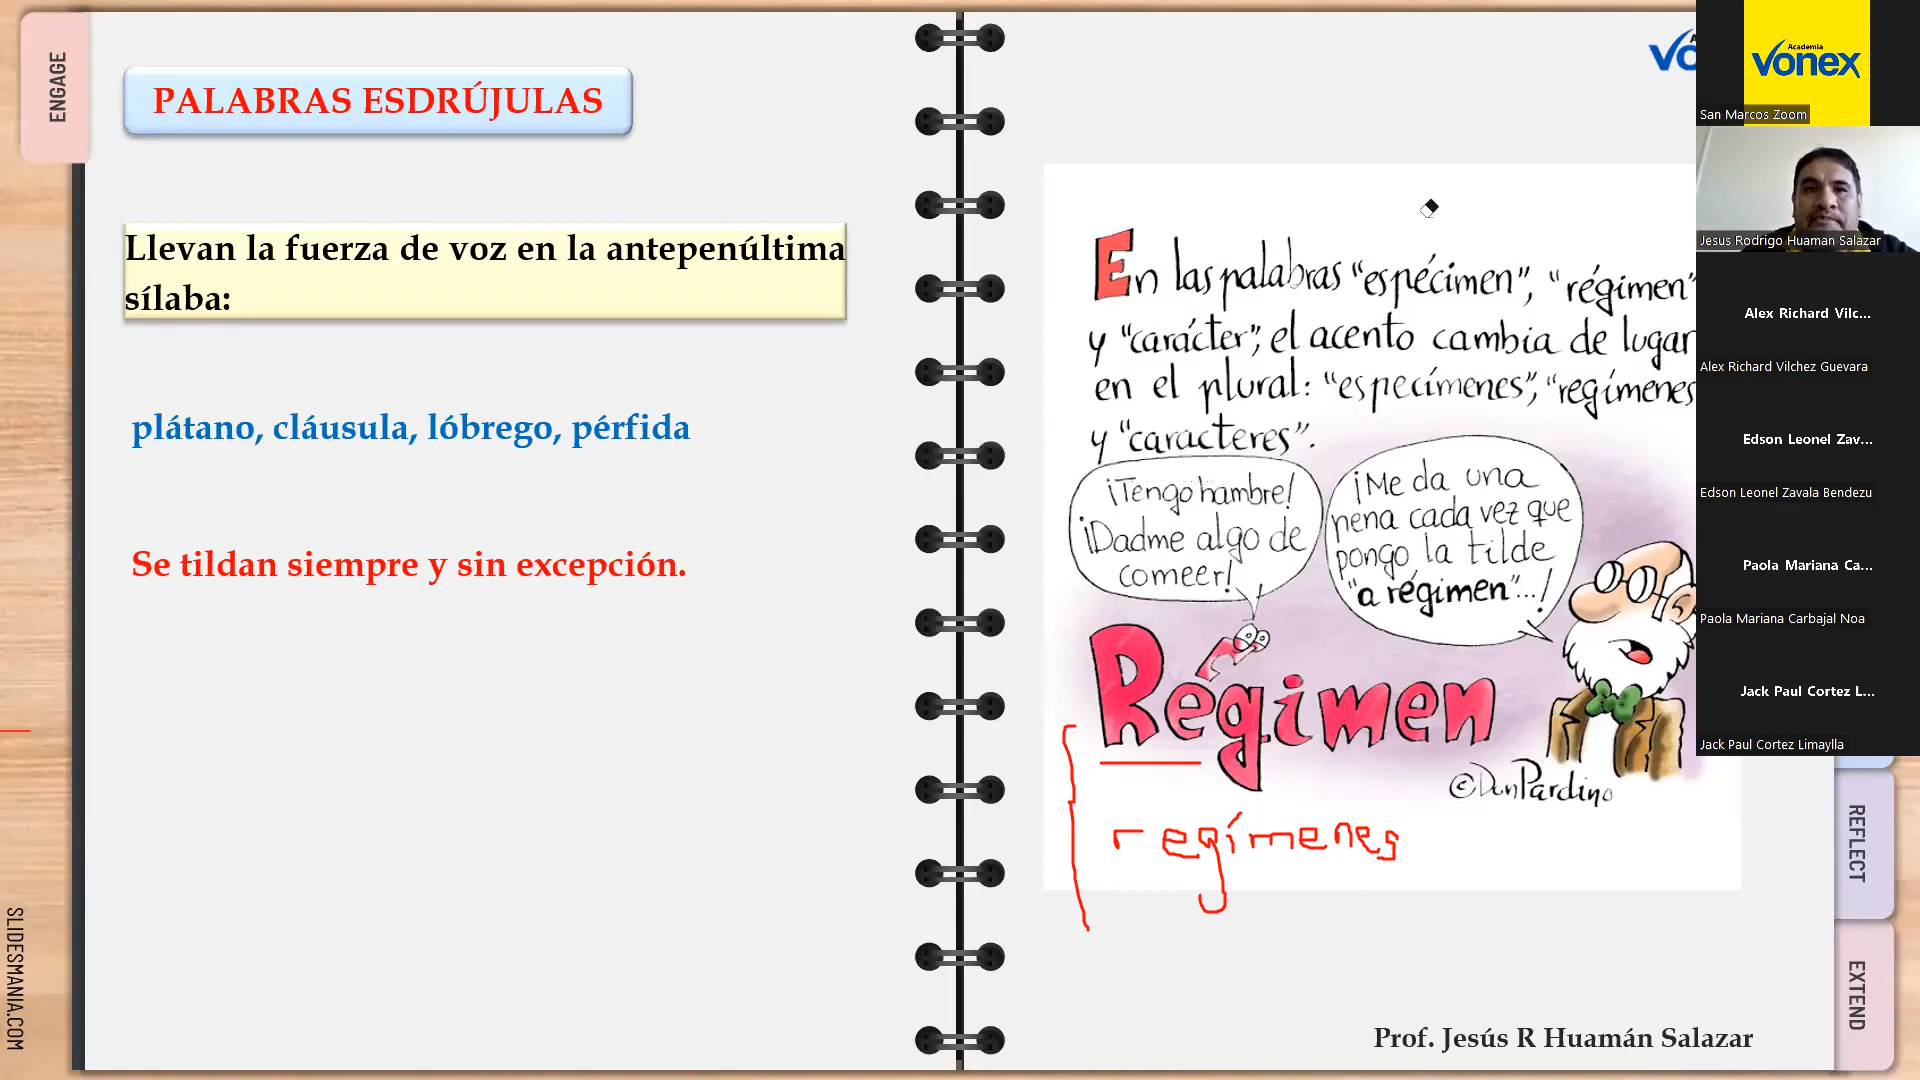 ENGAGE
PALABRAS ESDRÚJULAS
Llevan la fuerza de voz en la antepenúltima
sílaba:
plátano, cláusula, lóbrego, pérfida
Se tildan siempre y sin excepción.
SLIDESMANIA.COM
En las palabras “espécimen”, “régimen”
y “carácter”, el acento cambia de lugar
en el plural: “especímenes”, “regímenes
y “caracteres”.
¡Tengo hambre!
¡Dadme algo de
comeer!
¡Me da una
pena cada vez que
pongo la tilde
“a régimen”...!
Régimen
©DonPardino
regímenes
Prof. Jesús R Huamán Salazar
Academia
Vonex
San Marcos Zoom
Jesus Rodrigo Huaman Salazar
Alex Richard Vilc...
Alex Richard Vilchez Guevara
Edson Leonel Zav...
Edson Leonel Zavala Bendezu
Paola Mariana Ca...
Paola Mariana Carbajal Noa
Jack Paul Cortez L...
Jack Paul Cortez Limaylla
REFLECT
EXTEND